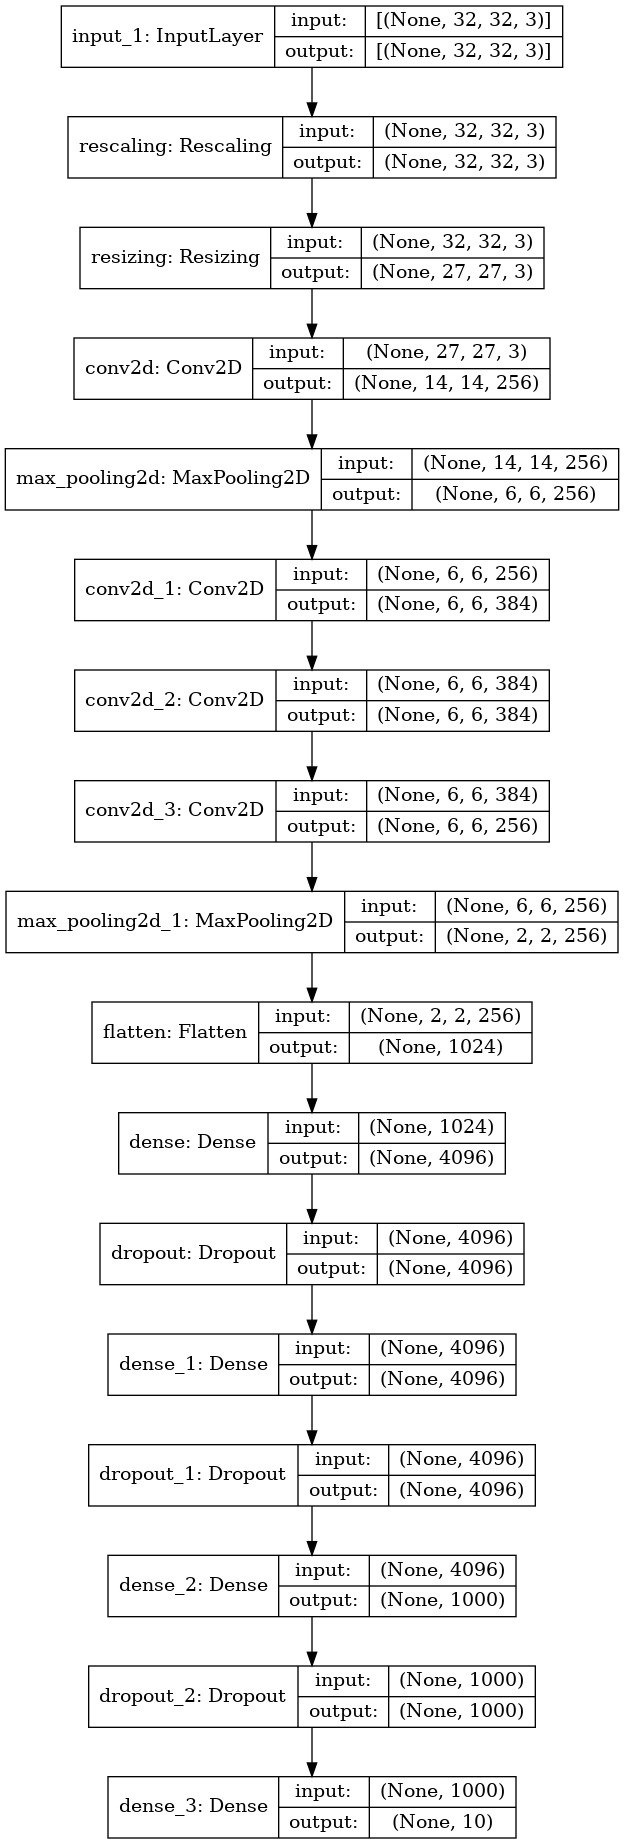 input_1: InputLayer
input: [(None, 32, 32, 3)]
output: [(None, 32, 32, 3)]
rescaling: Rescaling
input: (None, 32, 32, 3)
output: (None, 32, 32, 3)
resizing: Resizing
input: (None, 32, 32, 3)
output: (None, 27, 27, 3)
conv2d: Conv2D
input: (None, 27, 27, 3)
output: (None, 14, 14, 256)
max_pooling2d: MaxPooling2D
input: (None, 14, 14, 256)
output: (None, 6, 6, 256)
conv2d_1: Conv2D
input: (None, 6, 6, 256)
output: (None, 6, 6, 384)
conv2d_2: Conv2D
input: (None, 6, 6, 384)
output: (None, 6, 6, 384)
conv2d_3: Conv2D
input: (None, 6, 6, 384)
output: (None, 6, 6, 256)
max_pooling2d_1: MaxPooling2D
input: (None, 6, 6, 256)
output: (None, 2, 2, 256)
flatten: Flatten
input: (None, 2, 2, 256)
output: (None, 1024)
dense: Dense
input: (None, 1024)
output: (None, 4096)
dropout: Dropout
input: (None, 4096)
output: (None, 4096)
dense_1: Dense
input: (None, 4096)
output: (None, 4096)
dropout_1: Dropout
input: (None, 4096)
output: (None, 4096)
dense_2: Dense
input: (None, 4096)
output: (None, 1000)
dropout_2: Dropout
input: (None, 1000)
output: (None, 1000)
dense_3: Dense
input: (None, 1000)
output: (None, 10)